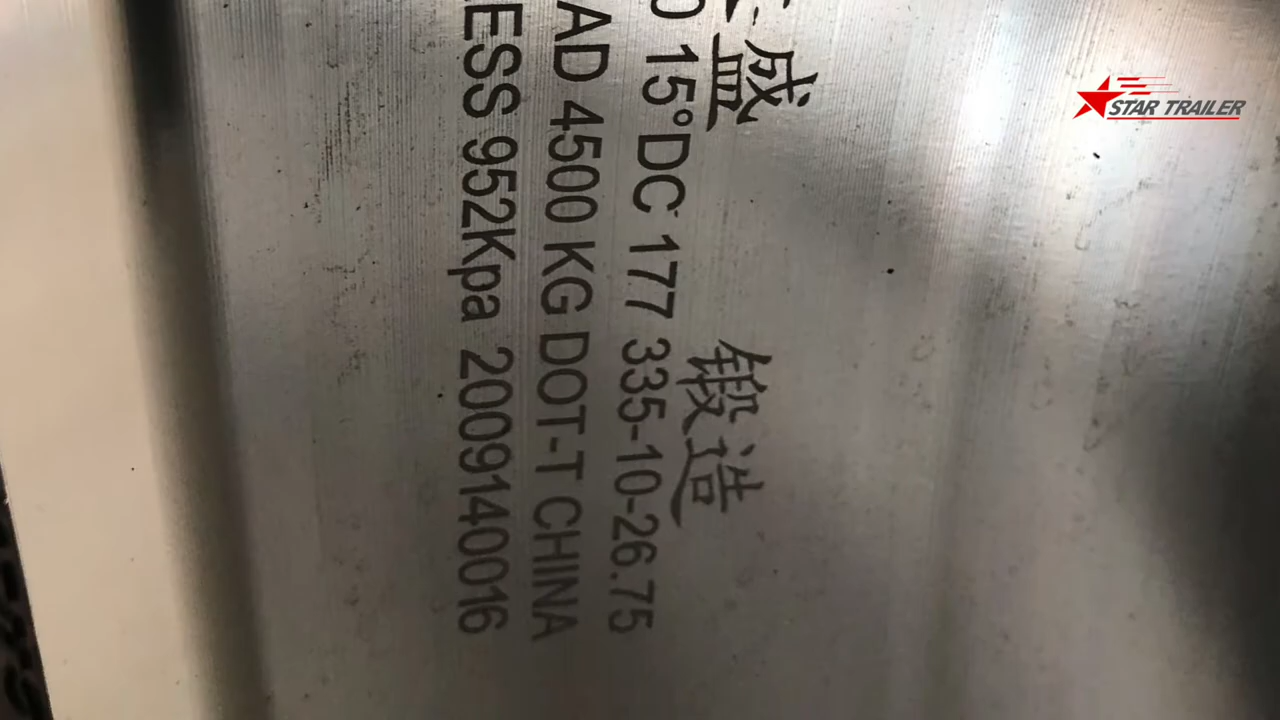 盛 锻造
15°DC 177 335-10-26.75
AD 4500 KG DOT-T CHINA
ESS 952Kpa 2009140016
STAR TRAILER